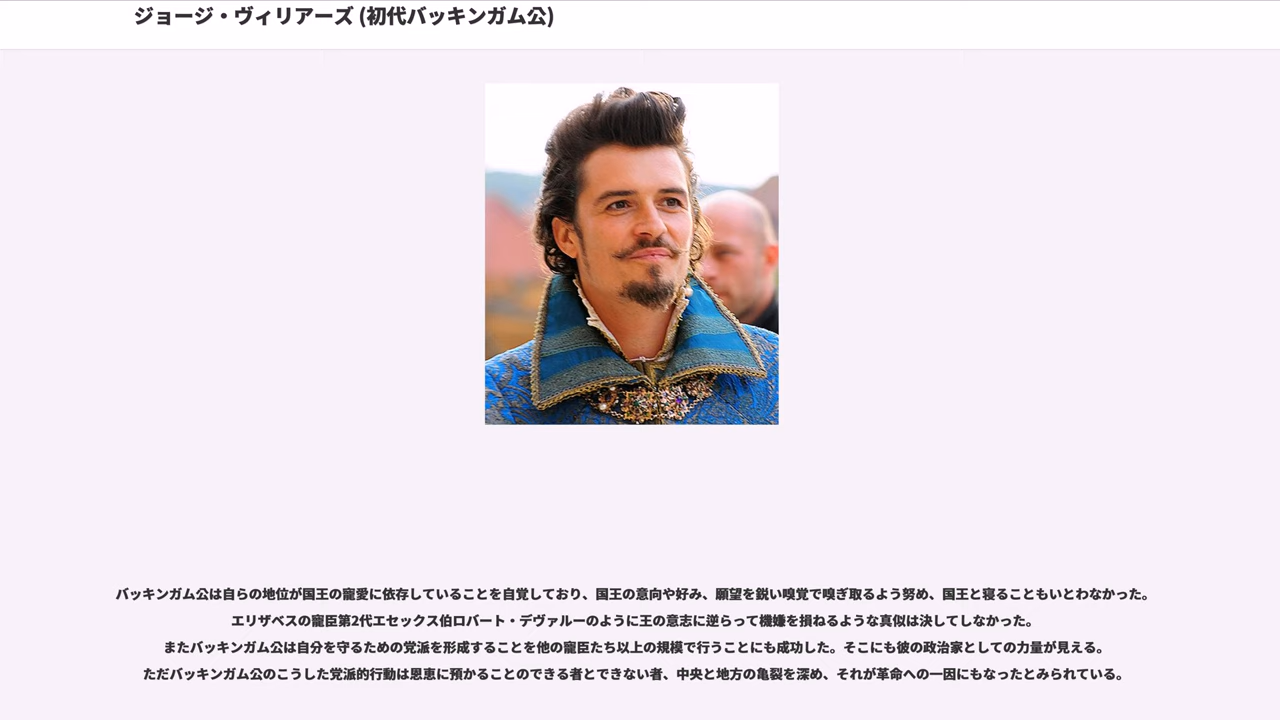 ジョージ・ヴィリアーズ (初代バッキンガム公)
バッキンガム公は自らの地位が国王の寵愛に依存していることを自覚しており、国王の意向や好み、願望を鋭い嗅覚で嗅ぎ取るよう努め、国王と寝ることもいとわなかった。
エリザベスの寵臣第2代エセックス伯ロバート・デヴァルーのように王の意志に逆らって機嫌を損ねるような真似は決してしなかった。
またバッキンガム公は自分を守るための党派を形成することを他の寵臣たち以上の規模で行うことにも成功した。そこにも彼の政治家としての力量が見える。
ただバッキンガム公のこうした党派的行動は恩恵に預かることのできる者とできない者、中央と地方の亀裂を深め、それが革命への一因にもなったとみられている。